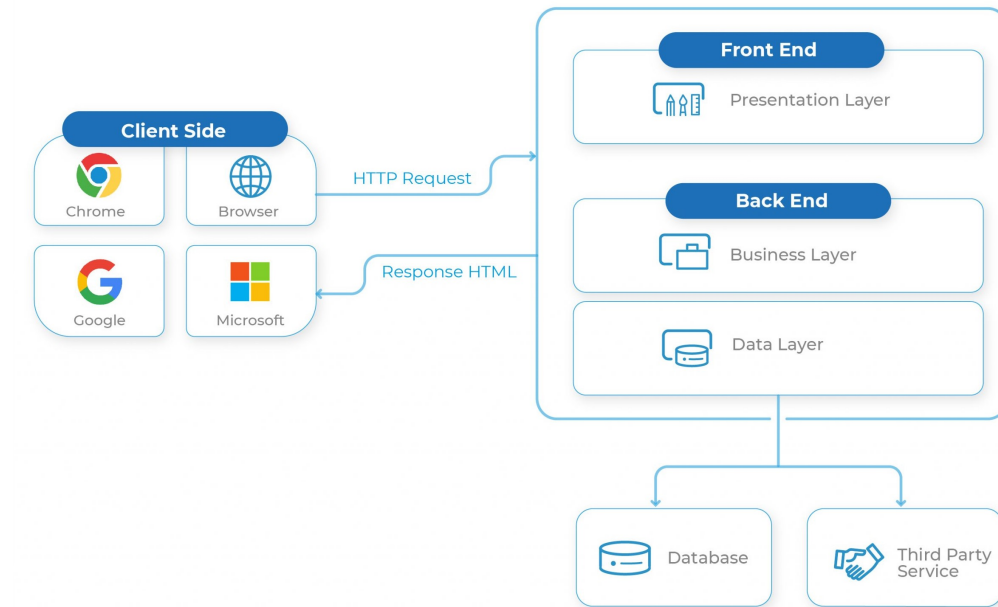 Client Side
Chrome
Browser
Google
Microsoft
HTTP Request
Response HTML
Front End
Presentation Layer
Back End
Business Layer
Data Layer
Database
Third Party
Service